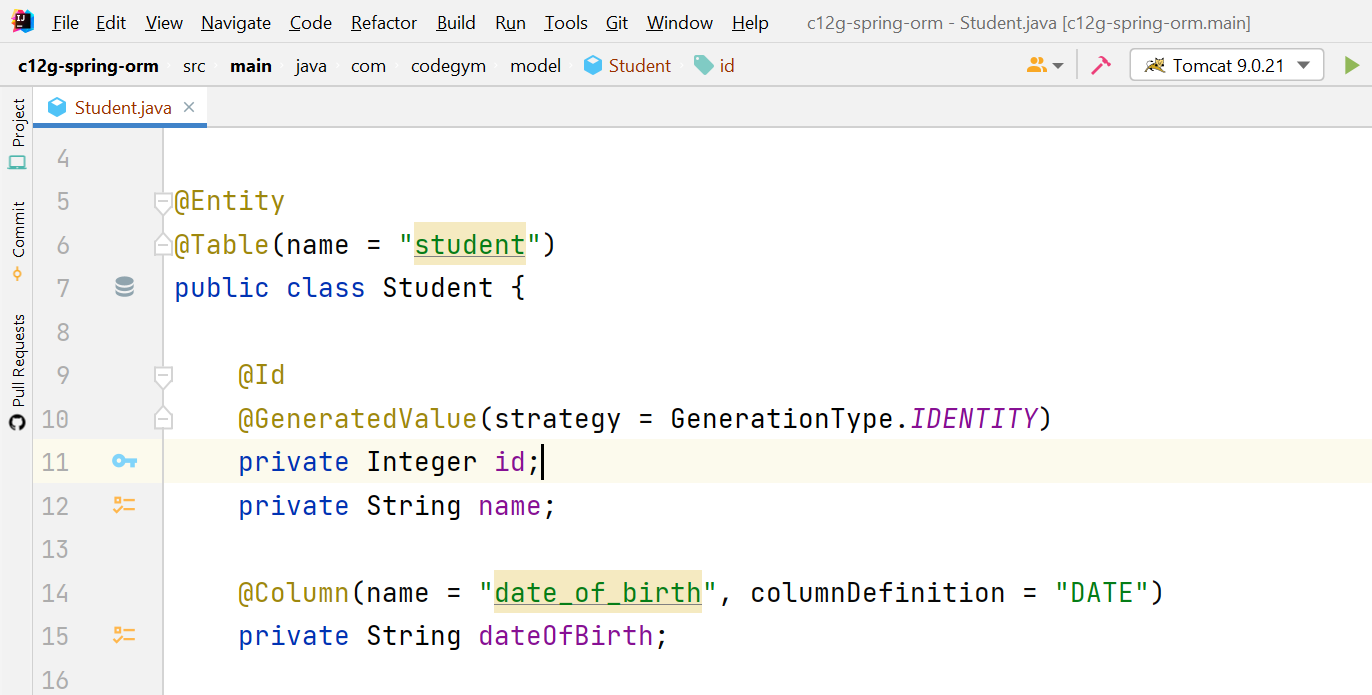 File Edit View Navigate Code Refactor Build Run Tools Git Window Help c12g-spring-orm - Student.java [c12g-spring-orm.main]
c12g-spring-orm src main java com codegym model Student id Tomcat 9.0.21
Project
Commit
Pull Requests
Student.java ×
4
5 @Entity
6 @Table(name = "student")
7 public class Student {
8
9 @Id
10 @GeneratedValue(strategy = GenerationType.IDENTITY)
11 private Integer id;
12 private String name;
13
14 @Column(name = "date_of_birth", columnDefinition = "DATE")
15 private String dateOfBirth;
16